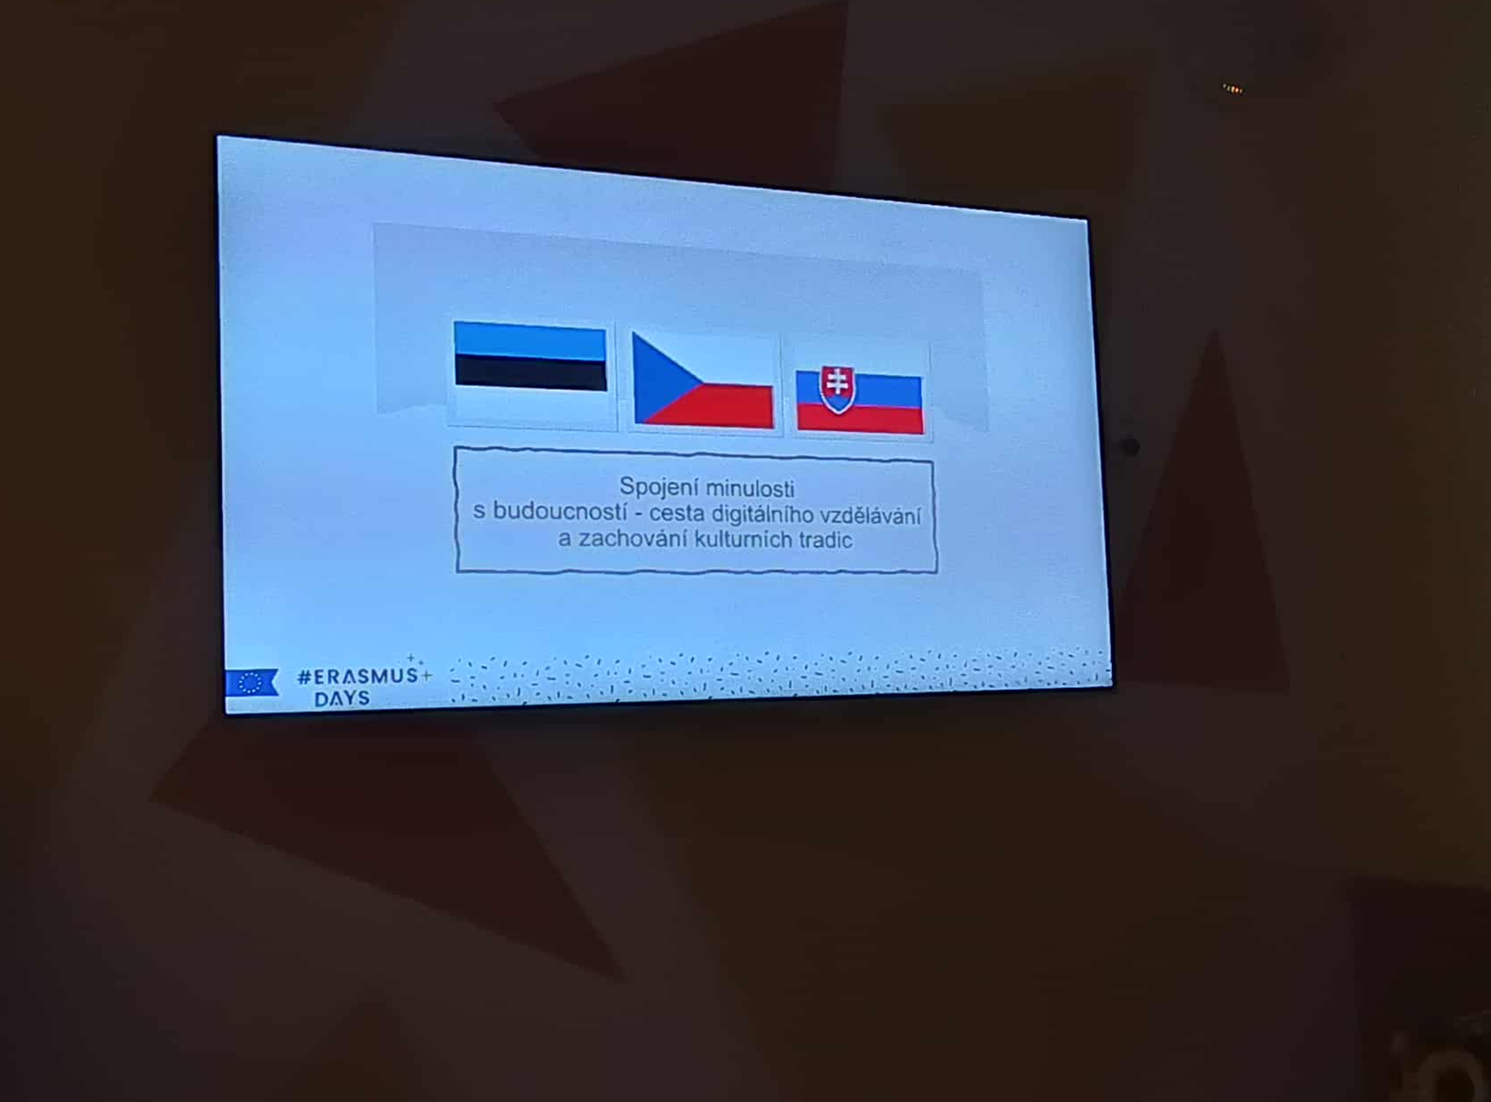 Spojení minulosti
s budoucností - cesta digitálního vzdělávání
a zachování kulturních tradic
#ERASMUS+
DAYS